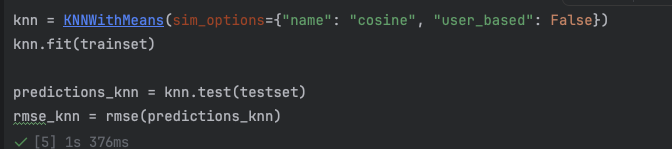 knn = KNNWithMeans(sim_options={"name": "cosine", "user_based": False})
knn.fit(trainset)
predictions_knn = knn.test(testset)
rmse_knn = rmse(predictions_knn)
[5] 1s 376ms